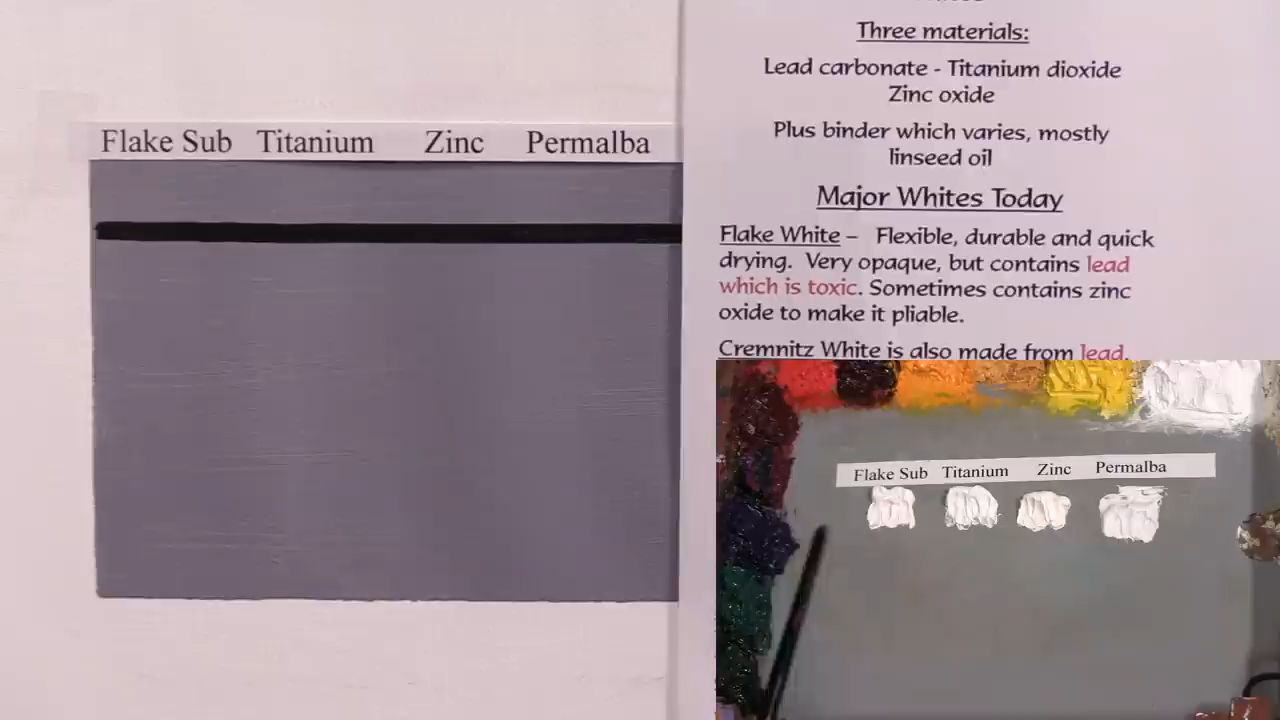 Flake Sub Titanium Zinc Permalba
Three materials:
Lead carbonate - Titanium dioxide
Zinc oxide
Plus binder which varies, mostly
linseed oil
Major Whites Today
Flake White – Flexible, durable and quick
drying. Very opaque, but contains lead
which is toxic. Sometimes contains zinc
oxide to make it pliable.
Cremnitz White is also made from lead.
Flake Sub Titanium Zinc Permalba